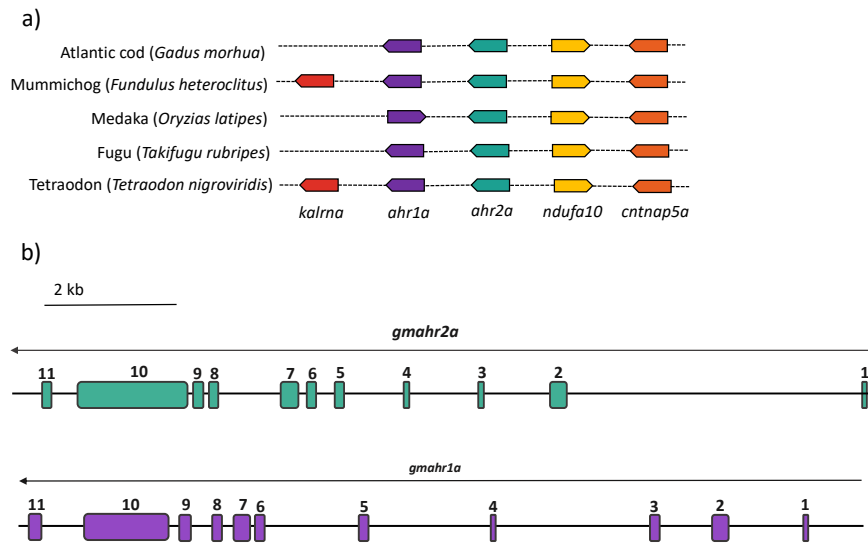 a)
Atlantic cod (Gadus morhua)
Mummichog (Fundulus heteroclitus)
Medaka (Oryzias latipes)
Fugu (Takifugu rubripes)
Tetraodon (Tetraodon nigroviridis)
kalrna ahr1a ahr2a ndufa10 cntnap5a
b)
2 kb
gmahr2a
11 10 9 8 7 6 5 4 3 2 1
gmahr1a
11 10 9 8 7 6 5 4 3 2 1